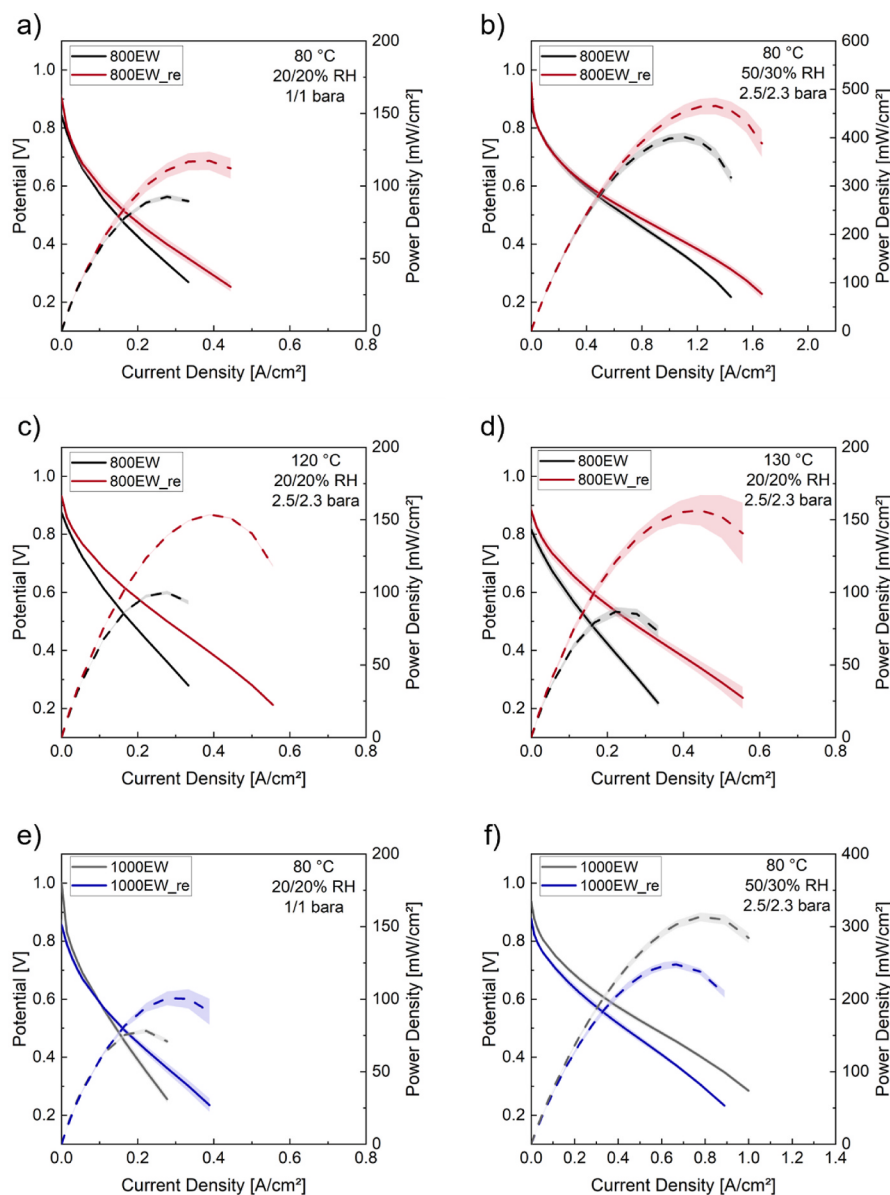 a)
800EW
800EW_re
80 °C
20/20% RH
1/1 bara
1.0
0.8
0.6
0.4
0.2
Potential [V]
200
150
100
50
0
Power Density [mW/cm²]
0.0 0.2 0.4 0.6 0.8
Current Density [A/cm²]
b)
800EW
800EW_re
80 °C
50/30% RH
2.5/2.3 bara
1.0
0.8
0.6
0.4
0.2
Potential [V]
600
500
400
300
200
100
0
Power Density [mW/cm²]
0.0 0.4 0.8 1.2 1.6 2.0
Current Density [A/cm²]
c)
800EW
800EW_re
120 °C
20/20% RH
2.5/2.3 bara
1.0
0.8
0.6
0.4
0.2
Potential [V]
200
150
100
50
0
Power Density [mW/cm²]
0.0 0.2 0.4 0.6 0.8
Current Density [A/cm²]
d)
800EW
800EW_re
130 °C
20/20% RH
2.5/2.3 bara
1.0
0.8
0.6
0.4
0.2
Potential [V]
200
150
100
50
0
Power Density [mW/cm²]
0.0 0.2 0.4 0.6 0.8
Current Density [A/cm²]
e)
1000EW
1000EW_re
80 °C
20/20% RH
1/1 bara
1.0
0.8
0.6
0.4
0.2
Potential [V]
200
150
100
50
0
Power Density [mW/cm²]
0.0 0.2 0.4 0.6 0.8
Current Density [A/cm²]
f)
1000EW
1000EW_re
80 °C
50/30% RH
2.5/2.3 bara
1.0
0.8
0.6
0.4
0.2
Potential [V]
400
300
200
100
0
Power Density [mW/cm²]
0.0 0.2 0.4 0.6 0.8 1.0 1.2 1.4
Current Density [A/cm²]